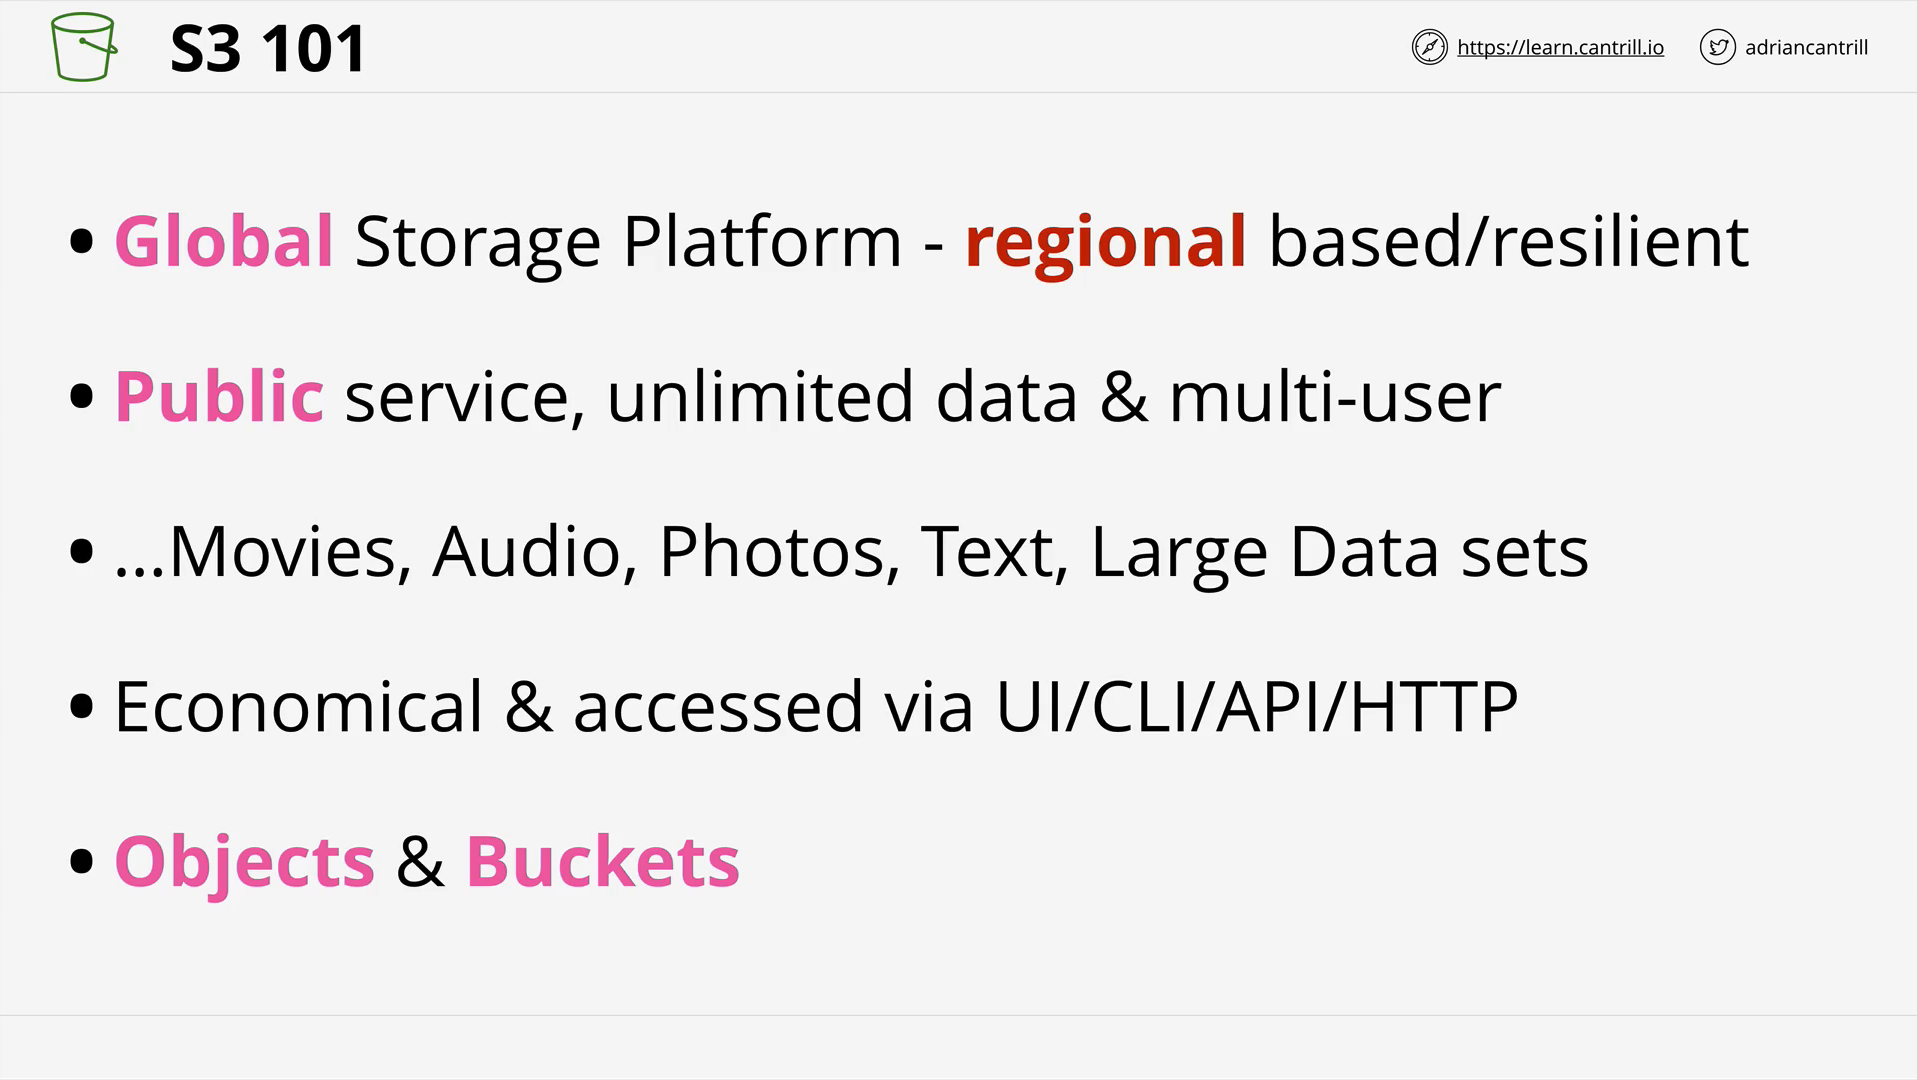 S3 101
https://learn.cantrill.io
adriancantrill
• Global Storage Platform - regional based/resilient
• Public service, unlimited data & multi-user
• ...Movies, Audio, Photos, Text, Large Data sets
• Economical & accessed via UI/CLI/API/HTTP
• Objects & Buckets